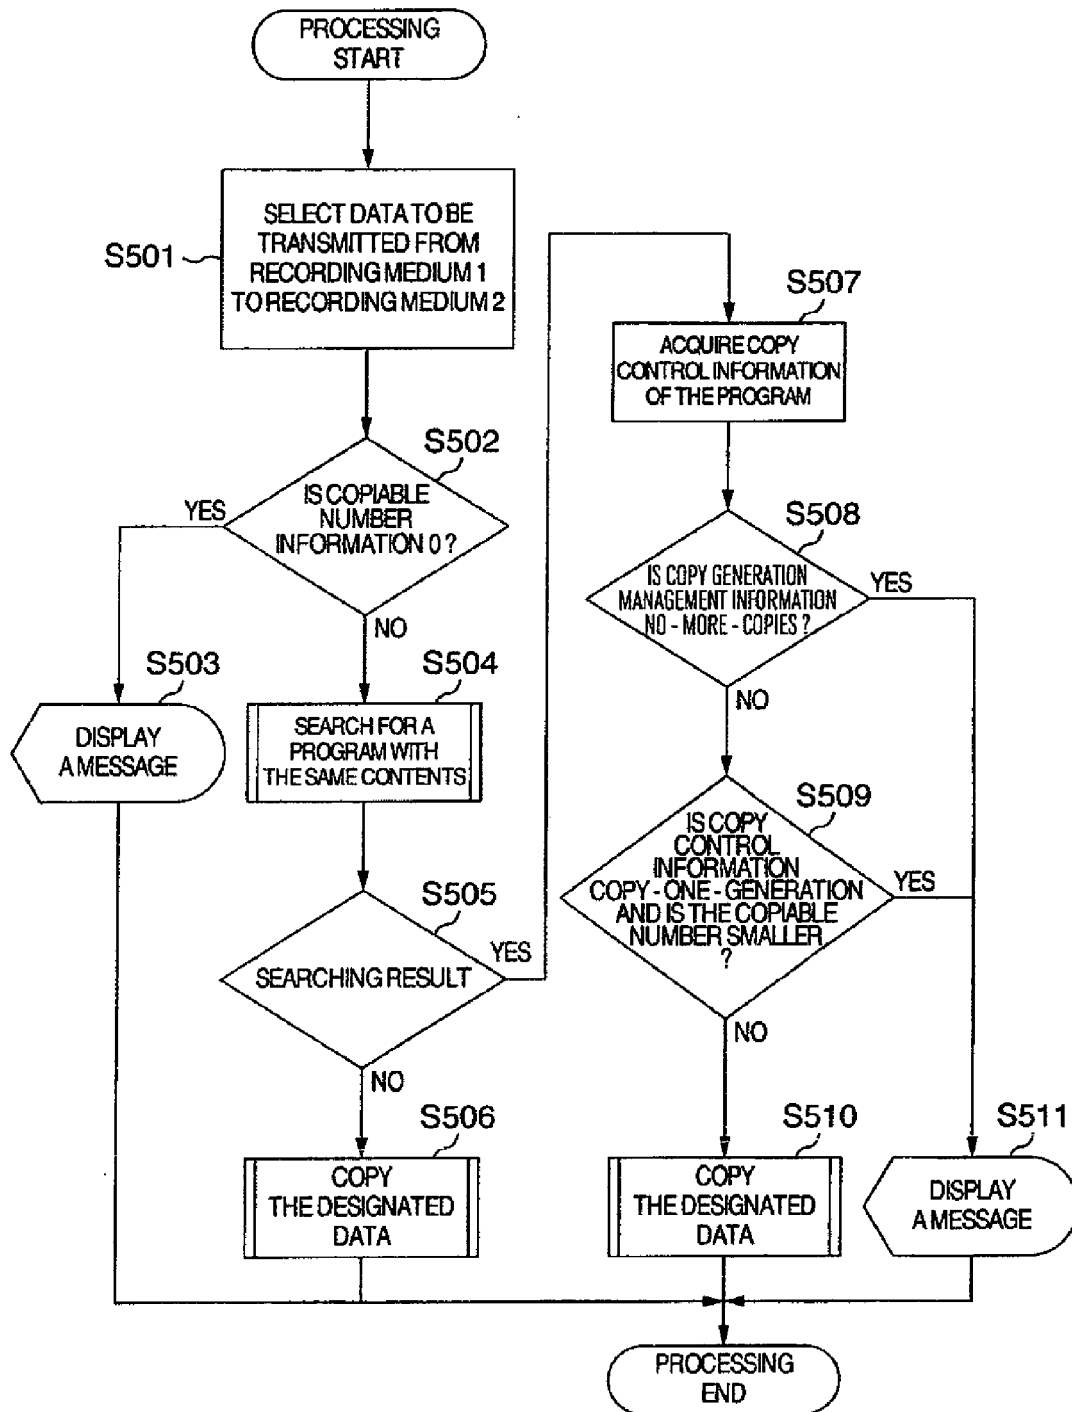 PROCESSING
START
SELECT DATA TO BE
TRANSMITTED FROM
RECORDING MEDIUM 1
TO RECORDING MEDIUM 2
S501
S502
IS COPIABLE
NUMBER
INFORMATION 0 ?
YES
NO
S503
DISPLAY
A MESSAGE
S504
SEARCH FOR A
PROGRAM WITH
THE SAME CONTENTS
S505
SEARCHING RESULT
YES
NO
S506
COPY
THE DESIGNATED
DATA
S507
ACQUIRE COPY
CONTROL INFORMATION
OF THE PROGRAM
S508
IS COPY GENERATION
MANAGEMENT INFORMATION
NO - MORE - COPIES ?
YES
NO
S509
IS COPY
CONTROL
INFORMATION
COPY - ONE - GENERATION
AND IS THE COPIABLE
NUMBER SMALLER
?
YES
NO
S510
COPY
THE DESIGNATED
DATA
S511
DISPLAY
A MESSAGE
PROCESSING
END